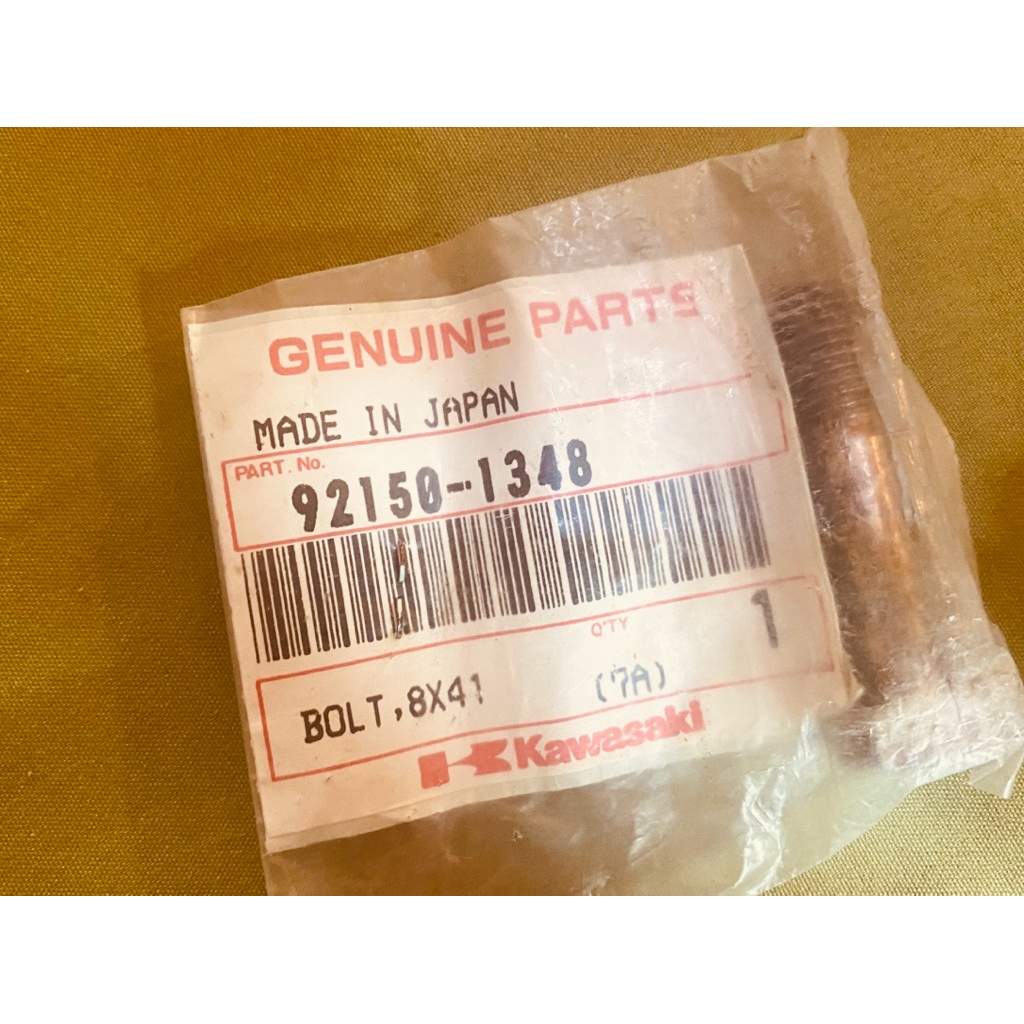 GENUINE PARTS
MADE IN JAPAN
PART. No.
92150-1348
Q'TY 1
BOLT,8X41 (7A)
Kawasaki